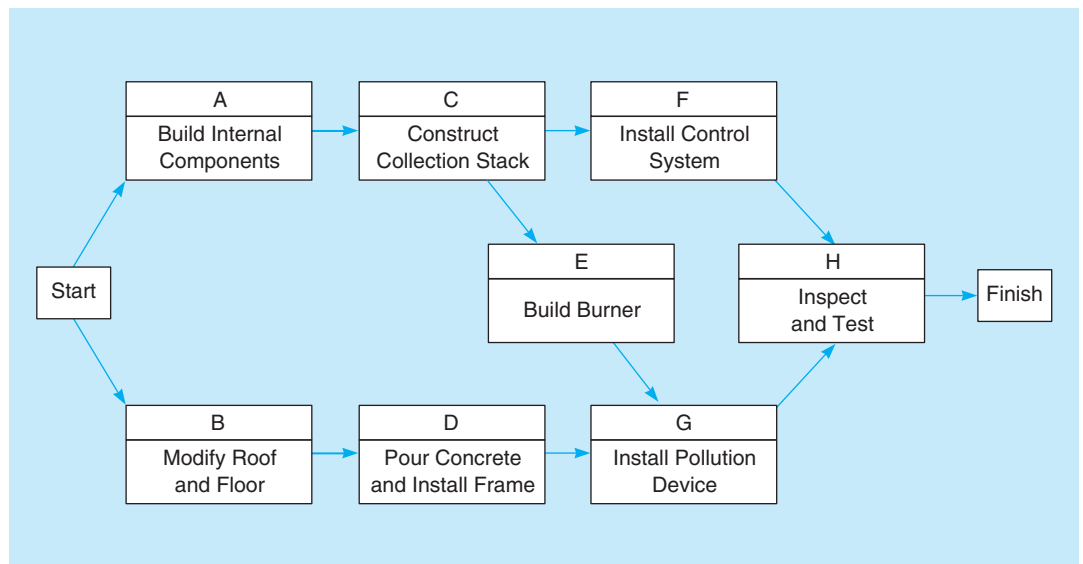 A
Build Internal
Components
C
Construct
Collection Stack
F
Install Control
System
Start
E
Build Burner
H
Inspect
and Test
Finish
B
Modify Roof
and Floor
D
Pour Concrete
and Install Frame
G
Install Pollution
Device